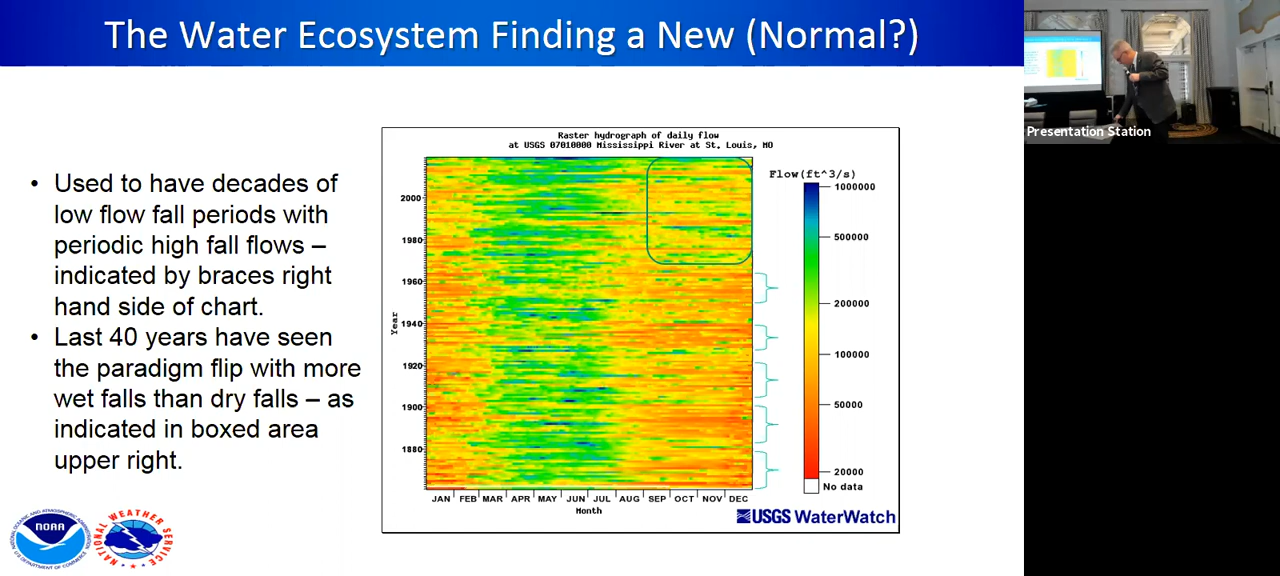 The Water Ecosystem Finding a New (Normal?)
Presentation Station
• Used to have decades of
low flow fall periods with
periodic high fall flows –
indicated by braces right
hand side of chart.
• Last 40 years have seen
the paradigm flip with more
wet falls than dry falls – as
indicated in boxed area
upper right.
Raster hydrograph of daily flow
at USGS 07010000 Mississippi River at St. Louis, MO
Flow(ft^3/s)
1000000
500000
200000
100000
50000
20000
No data
Year
2000
1980
1960
1940
1920
1900
1880
JAN FEB MAR APR MAY JUN JUL AUG SEP OCT NOV DEC
Month
USGS WaterWatch
NOAA
NATIONAL WEATHER SERVICE